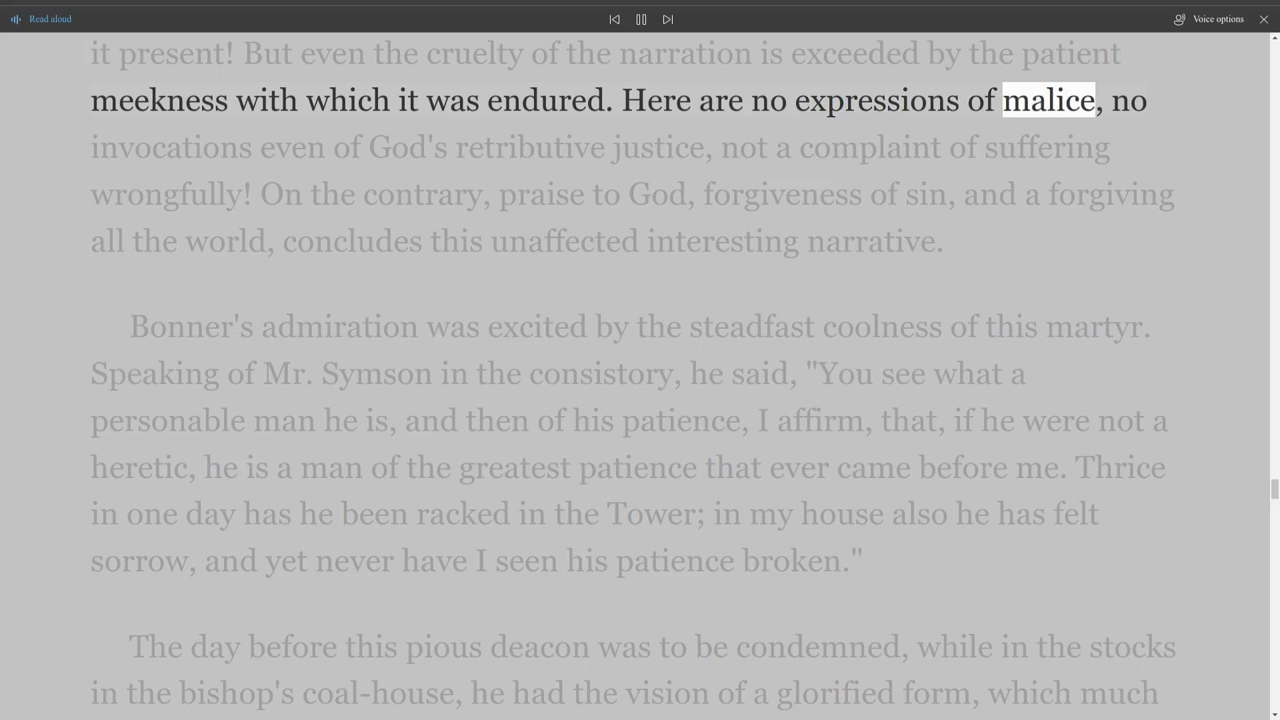 Read aloud
Voice options
it present! But even the cruelty of the narration is exceeded by the patient
meekness with which it was endured. Here are no expressions of malice, no
invocations even of God's retributive justice, not a complaint of suffering
wrongfully! On the contrary, praise to God, forgiveness of sin, and a forgiving
all the world, concludes this unaffected interesting narrative.
Bonner's admiration was excited by the steadfast coolness of this martyr.
Speaking of Mr. Symson in the consistory, he said, "You see what a
personable man he is, and then of his patience, I affirm, that, if he were not a
heretic, he is a man of the greatest patience that ever came before me. Thrice
in one day has he been racked in the Tower; in my house also he has felt
sorrow, and yet never have I seen his patience broken."
The day before this pious deacon was to be condemned, while in the stocks
in the bishop's coal-house, he had the vision of a glorified form, which much